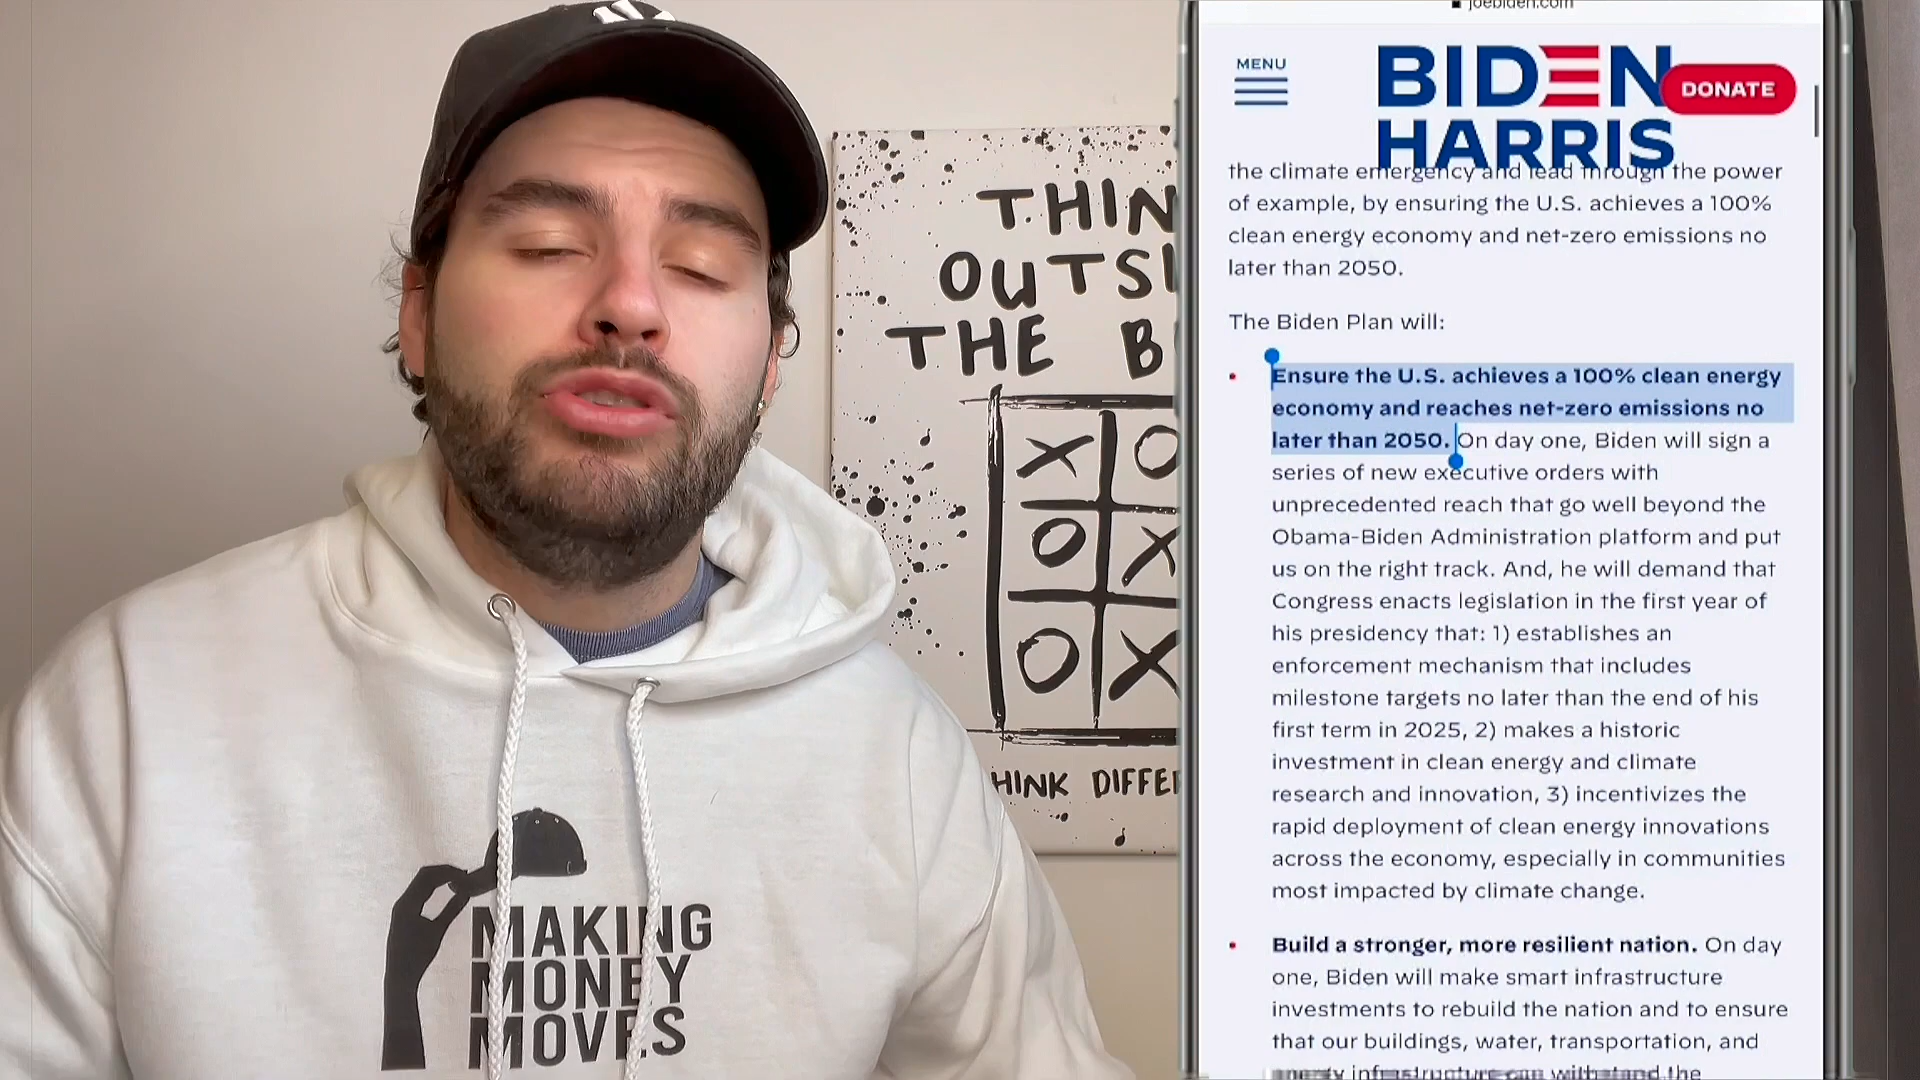 THIN
OUTSI
THE B
X O
O X
O X
HINK DIFFE
MAKING
MONEY
MOVES
joebiden.com
MENU
BIDEN
HARRIS
DONATE
the climate emergency and lead through the power
of example, by ensuring the U.S. achieves a 100%
clean energy economy and net-zero emissions no
later than 2050.
The Biden Plan will:
• Ensure the U.S. achieves a 100% clean energy
economy and reaches net-zero emissions no
later than 2050. On day one, Biden will sign a
series of new executive orders with
unprecedented reach that go well beyond the
Obama-Biden Administration platform and put
us on the right track. And, he will demand that
Congress enacts legislation in the first year of
his presidency that: 1) establishes an
enforcement mechanism that includes
milestone targets no later than the end of his
first term in 2025, 2) makes a historic
investment in clean energy and climate
research and innovation, 3) incentivizes the
rapid deployment of clean energy innovations
across the economy, especially in communities
most impacted by climate change.
• Build a stronger, more resilient nation. On day
one, Biden will make smart infrastructure
investments to rebuild the nation and to ensure
that our buildings, water, transportation, and
energy infrastructure can withstand the